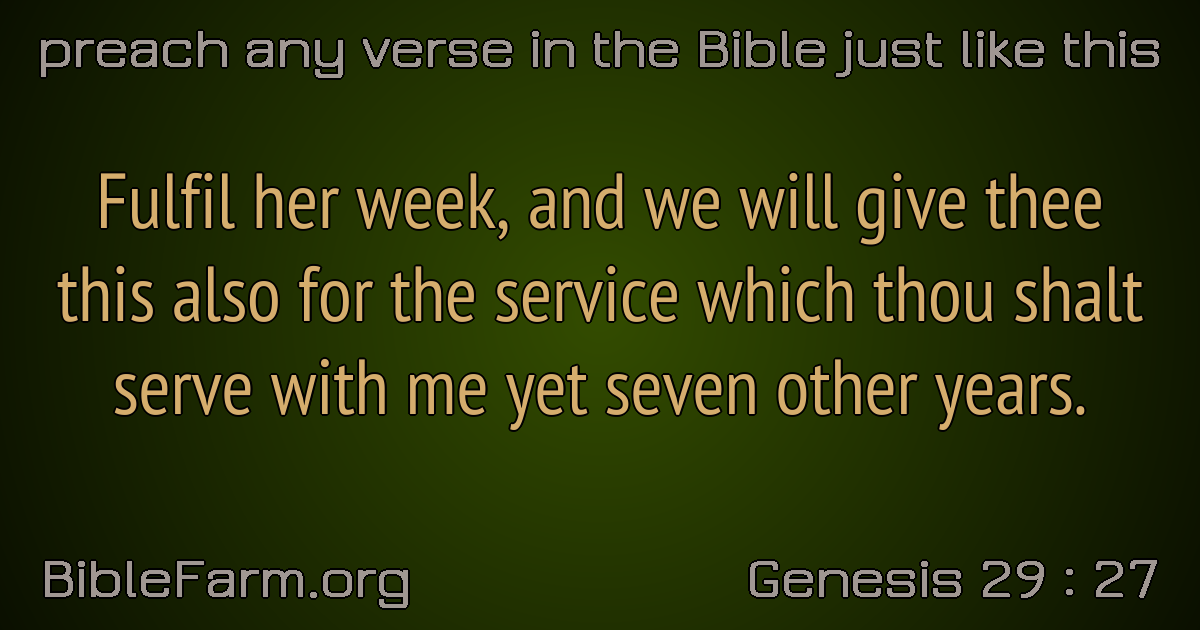 preach any verse in the Bible just like this
Fulfil her week, and we will give thee
this also for the service which thou shalt
serve with me yet seven other years.
BibleFarm.org
Genesis 29 : 27